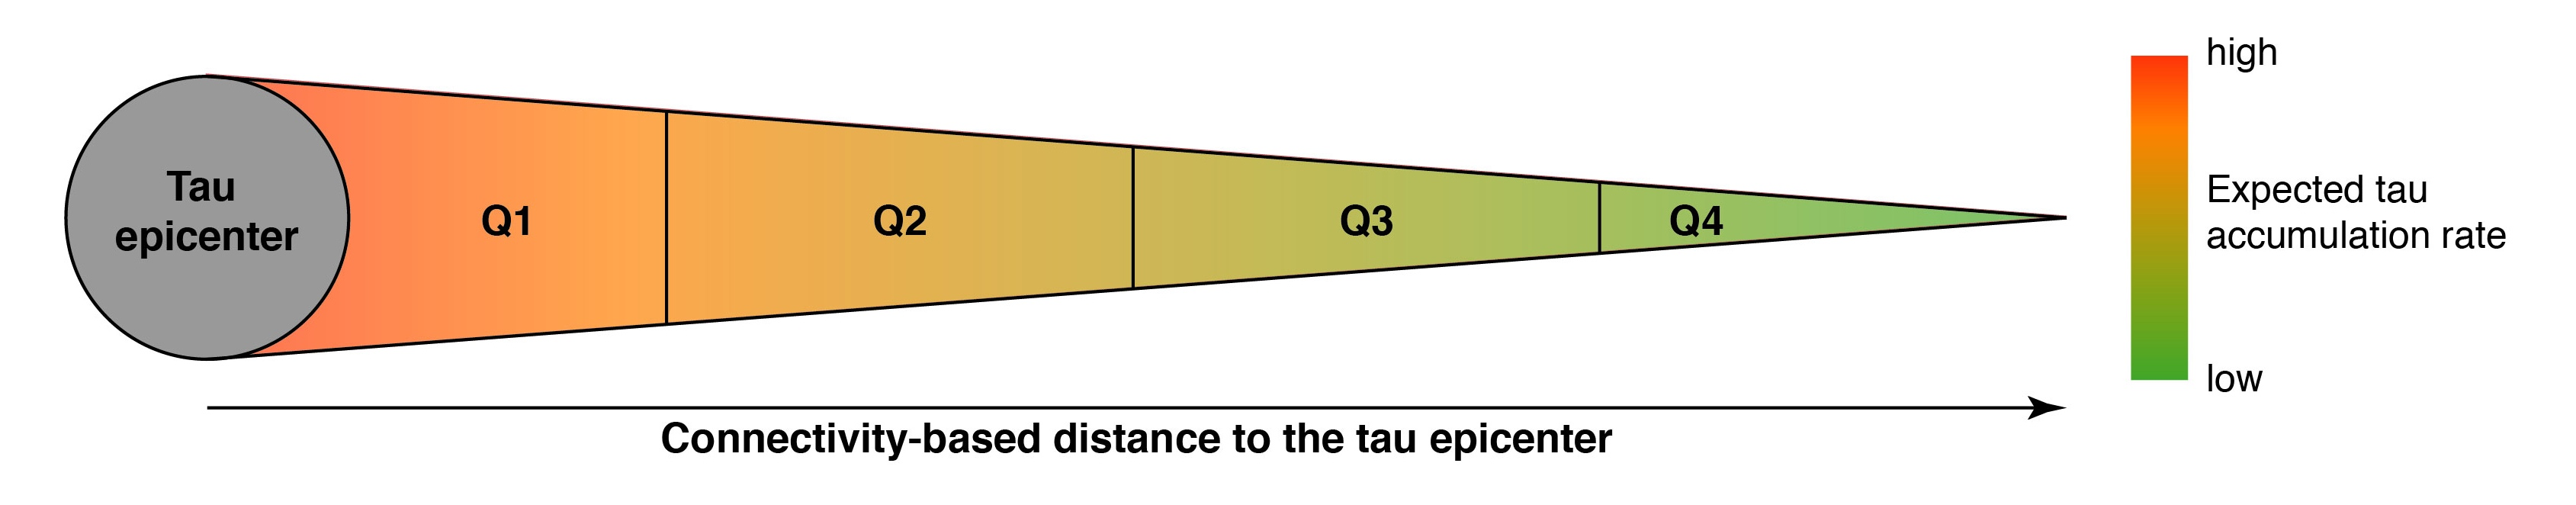 Tau
epicenter
Q1
Q2
Q3
Q4
Connectivity-based distance to the tau epicenter
high
Expected tau
accumulation rate
low